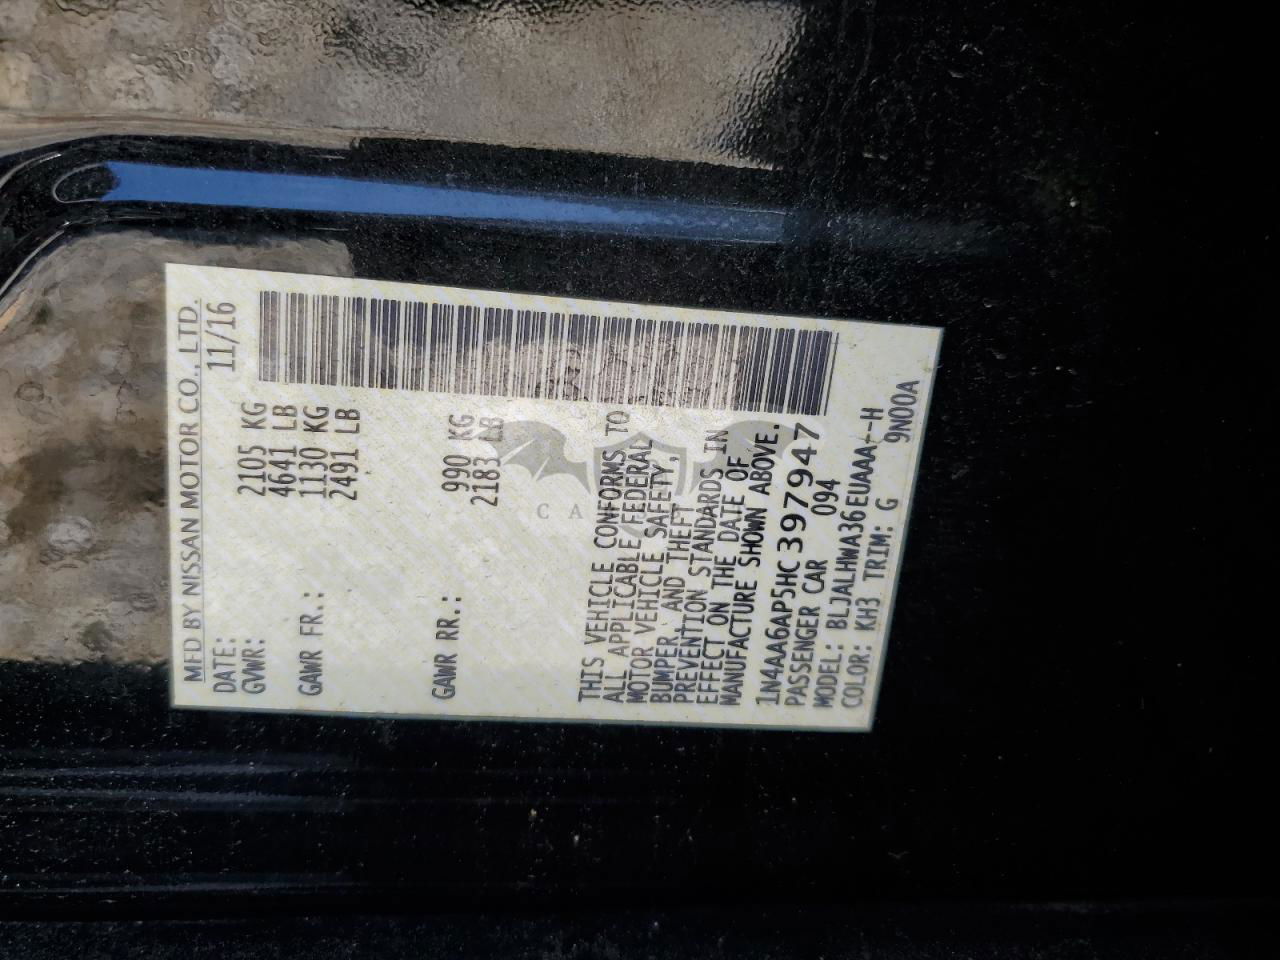 MFD BY NISSAN MOTOR CO., LTD.
DATE: 11/16
GVWR: 2105 KG
4641 LB
GAWR FR.: 1130 KG
2491 LB
GAWR RR.: 990 KG
2183 LB
THIS VEHICLE CONFORMS TO
ALL APPLICABLE FEDERAL
MOTOR VEHICLE SAFETY,
BUMPER, AND THEFT
PREVENTION STANDARDS IN
EFFECT ON THE DATE OF
MANUFACTURE SHOWN ABOVE.
1N4AA6AP5HC397947
PASSENGER CAR 094
MODEL: BLJALHWA36EUAAA--H
COLOR: KH3 TRIM: G 9N00A